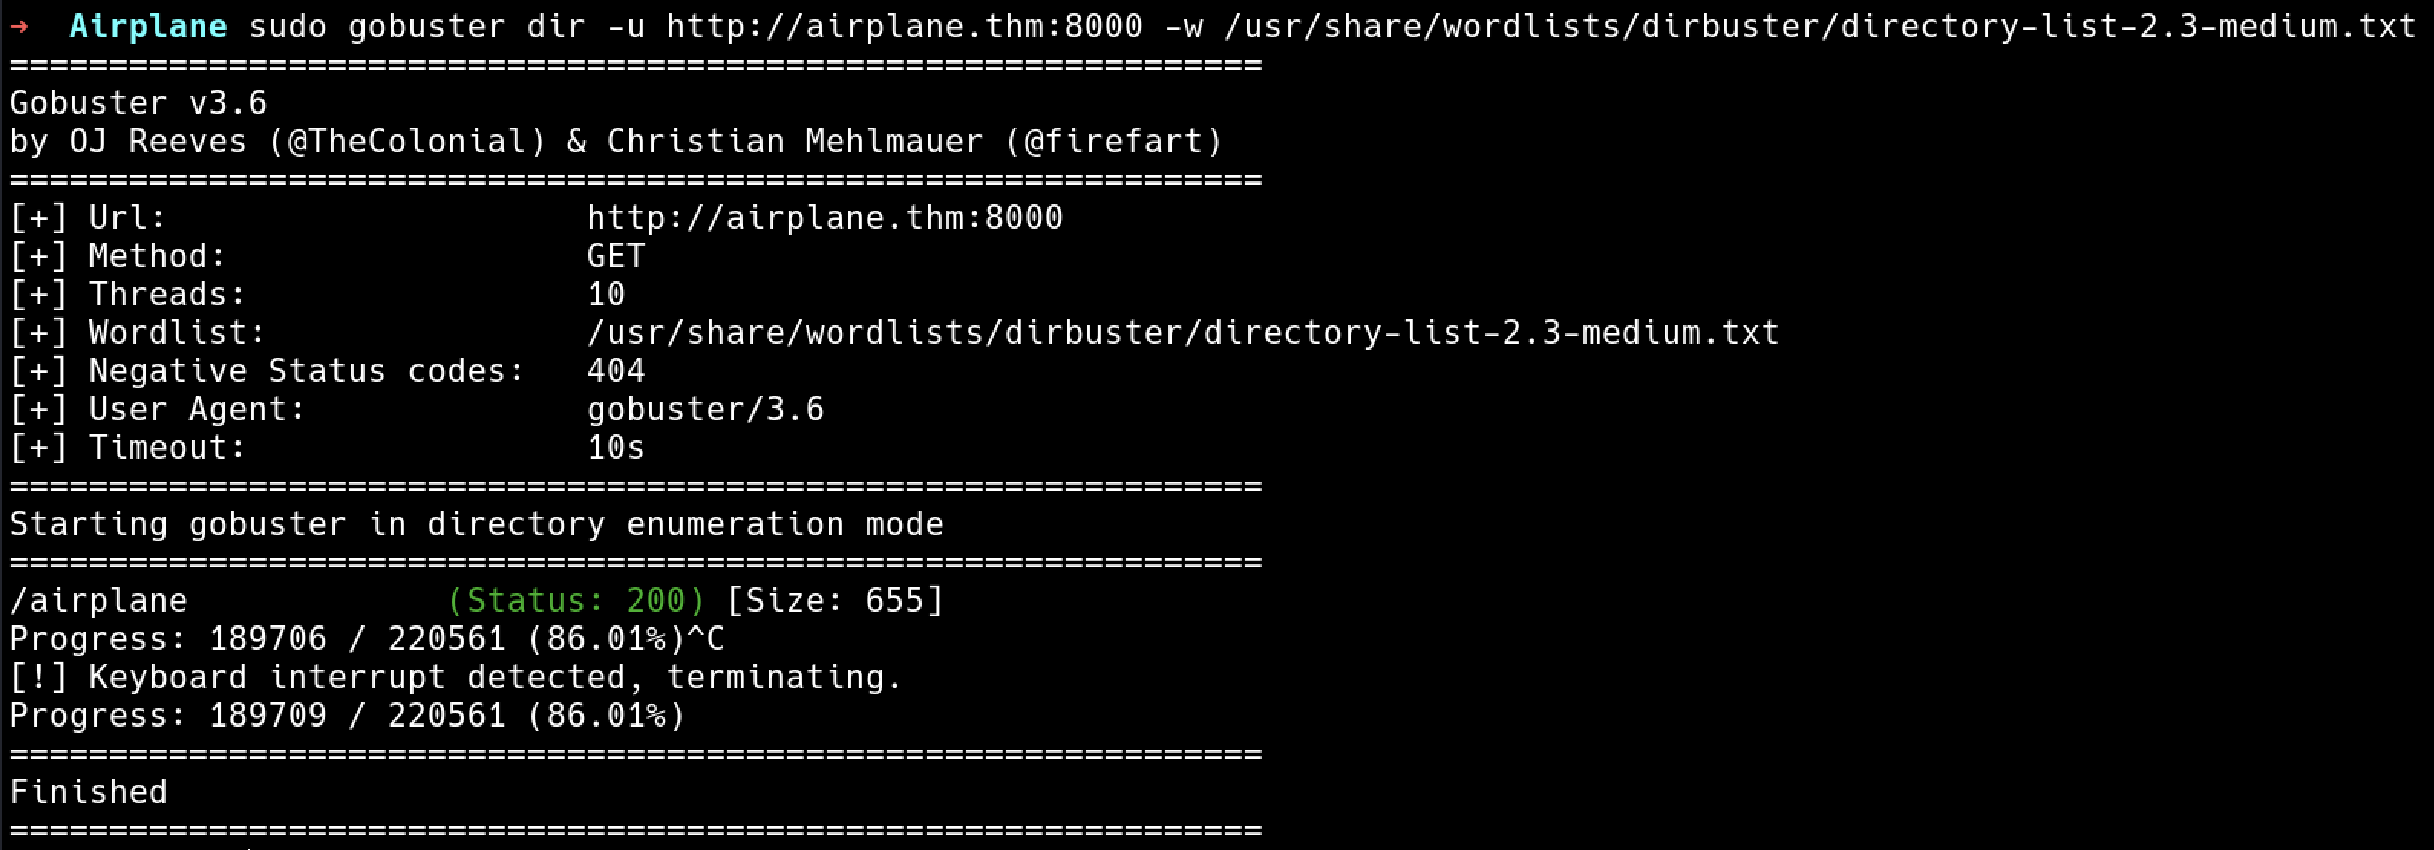 → Airplane sudo gobuster dir -u http://airplane.thm:8000 -w /usr/share/wordlists/dirbuster/directory-list-2.3-medium.txt
===============================================================
Gobuster v3.6
by OJ Reeves (@TheColonial) & Christian Mehlmauer (@firefart)
===============================================================
[+] Url:                     http://airplane.thm:8000
[+] Method:                  GET
[+] Threads:                 10
[+] Wordlist:                /usr/share/wordlists/dirbuster/directory-list-2.3-medium.txt
[+] Negative Status codes:   404
[+] User Agent:              gobuster/3.6
[+] Timeout:                 10s
===============================================================
Starting gobuster in directory enumeration mode
===============================================================
/airplane             (Status: 200) [Size: 655]
Progress: 189706 / 220561 (86.01%)^C
[!] Keyboard interrupt detected, terminating.
Progress: 189709 / 220561 (86.01%)
===============================================================
Finished
===============================================================